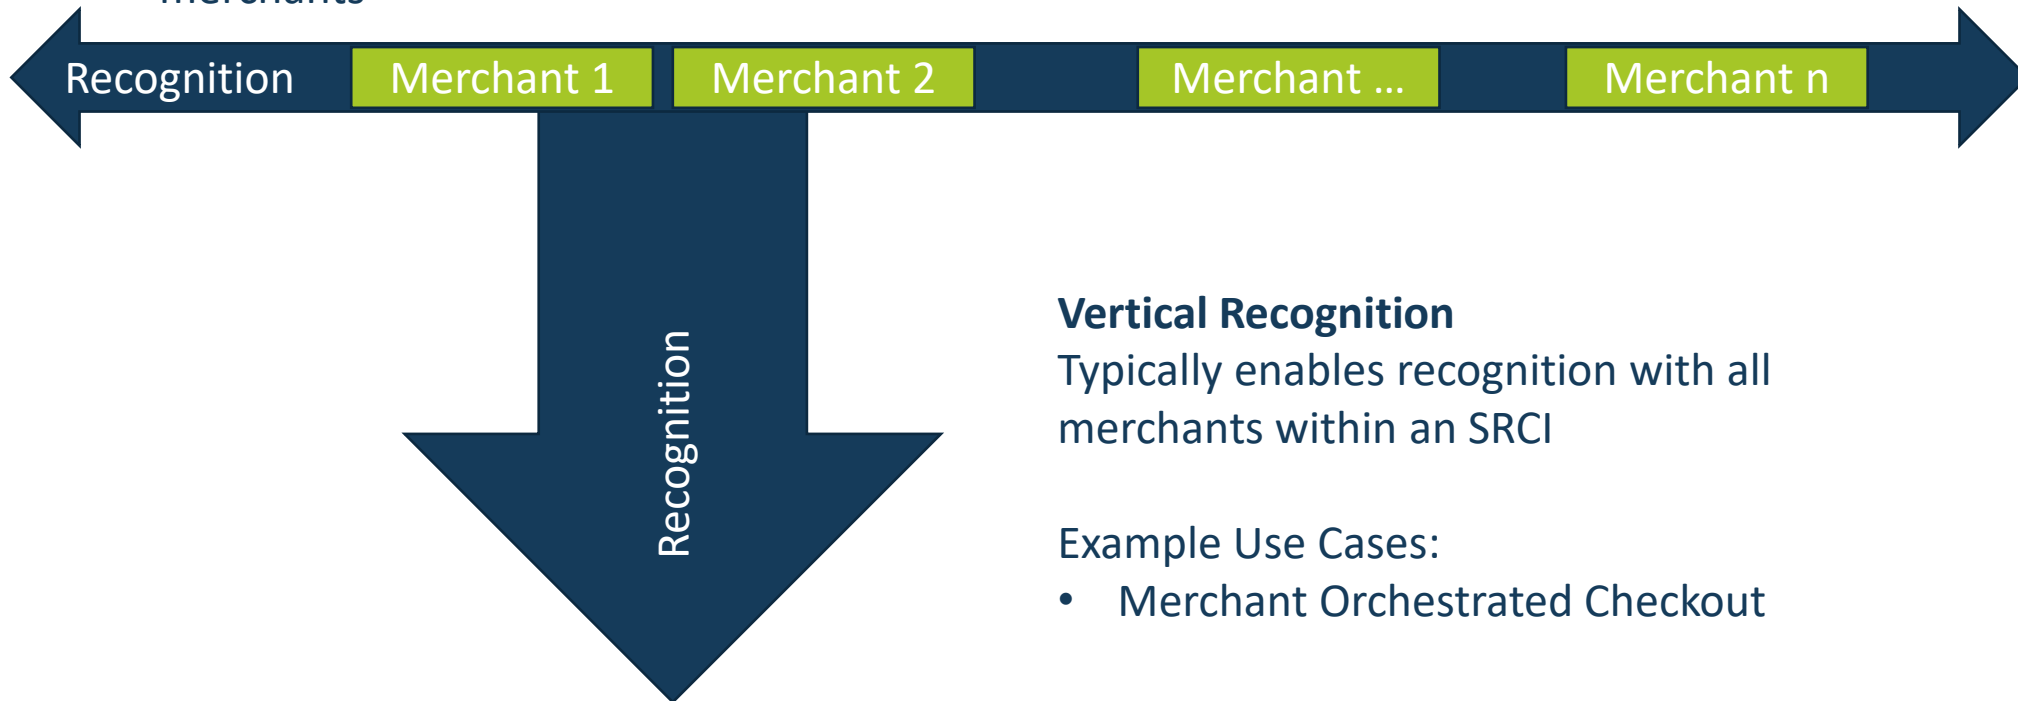 merchants
Recognition Merchant 1 Merchant 2 Merchant ... Merchant n
Recognition
Vertical Recognition
Typically enables recognition with all
merchants within an SRCI
Example Use Cases:
• Merchant Orchestrated Checkout